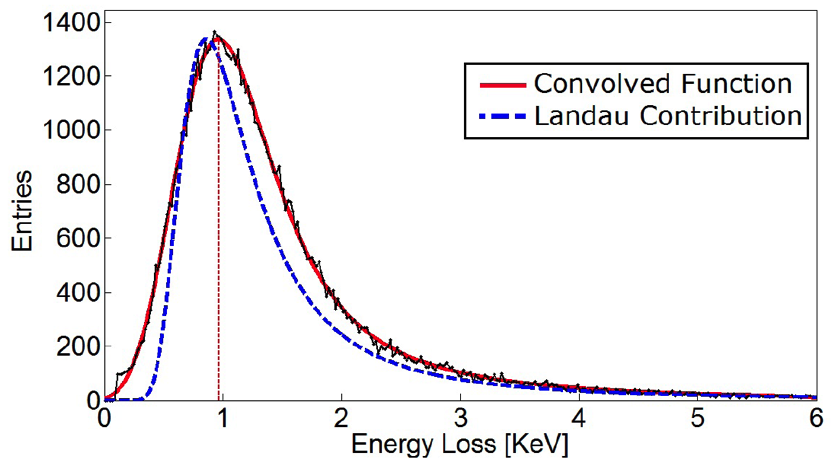 1400
1200
1000
800
600
400
200
0
Entries
Convolved Function
Landau Contribution
0 1 2 3 4 5 6
Energy Loss [KeV]